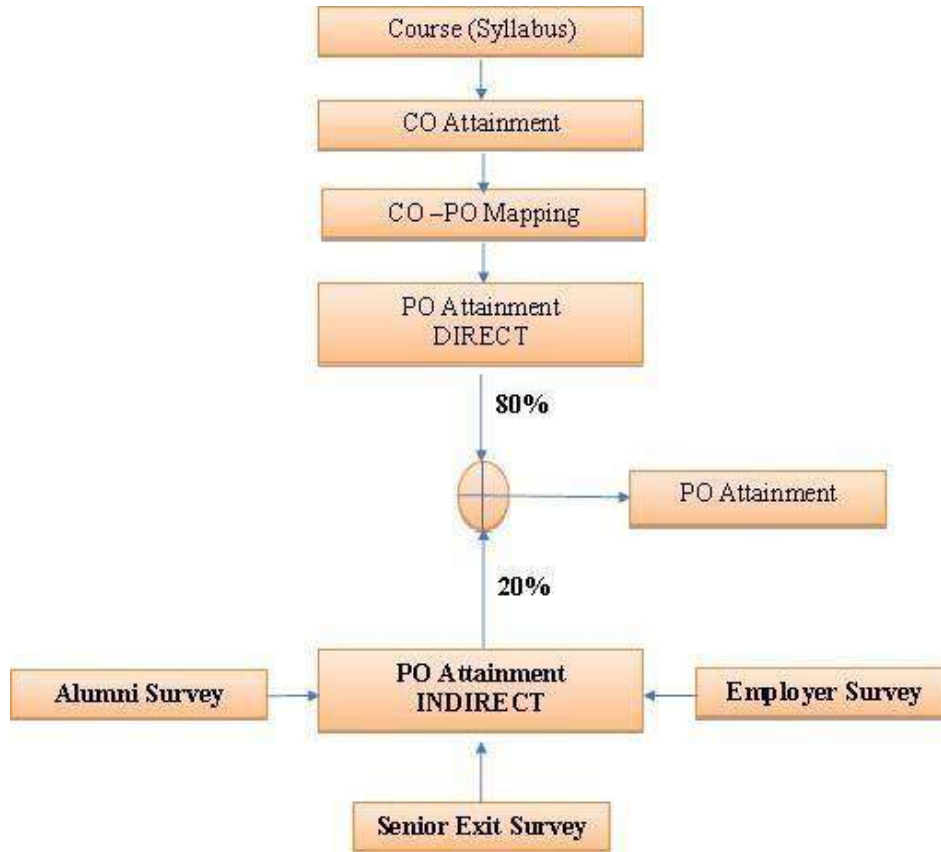 Course (Syllabus)
CO Attainment
CO –PO Mapping
PO Attainment
DIRECT
80%
PO Attainment
20%
PO Attainment
INDIRECT
Alumni Survey
Employer Survey
Senior Exit Survey